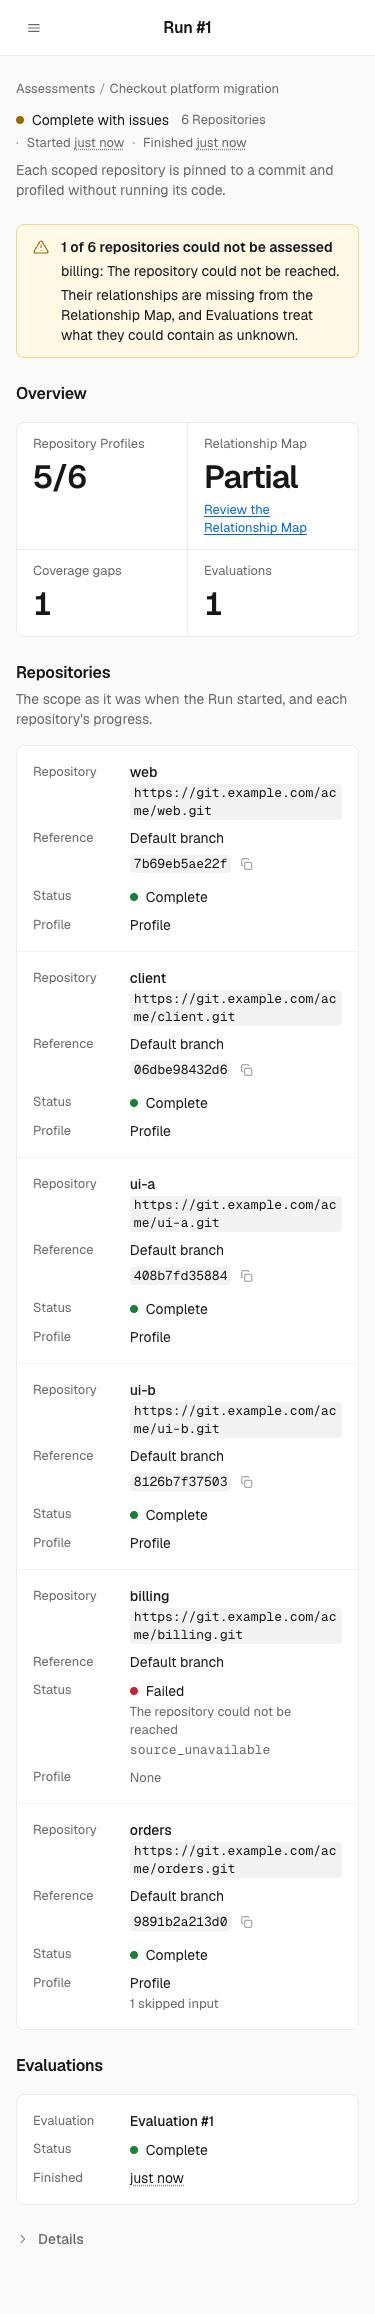 Run #1
Assessments / Checkout platform migration
Complete with issues 6 Repositories
· Started just now · Finished just now
Each scoped repository is pinned to a commit and
profiled without running its code.
1 of 6 repositories could not be assessed
billing: The repository could not be reached.
Their relationships are missing from the
Relationship Map, and Evaluations treat
what they could contain as unknown.
Overview
Repository Profiles
5/6
Relationship Map
Partial
Review the
Relationship Map
Coverage gaps
1
Evaluations
1
Repositories
The scope as it was when the Run started, and each
repository's progress.
Repository web
https://git.example.com/ac
me/web.git
Reference Default branch
7b69eb5ae22f
Status Complete
Profile Profile
Repository client
https://git.example.com/ac
me/client.git
Reference Default branch
06dbe98432d6
Status Complete
Profile Profile
Repository ui-a
https://git.example.com/ac
me/ui-a.git
Reference Default branch
408b7fd35884
Status Complete
Profile Profile
Repository ui-b
https://git.example.com/ac
me/ui-b.git
Reference Default branch
8126b7f37503
Status Complete
Profile Profile
Repository billing
https://git.example.com/ac
me/billing.git
Reference Default branch
Status Failed
The repository could not be
reached
source_unavailable
Profile None
Repository orders
https://git.example.com/ac
me/orders.git
Reference Default branch
9891b2a213d0
Status Complete
Profile Profile
1 skipped input
Evaluations
Evaluation Evaluation #1
Status Complete
Finished just now
Details